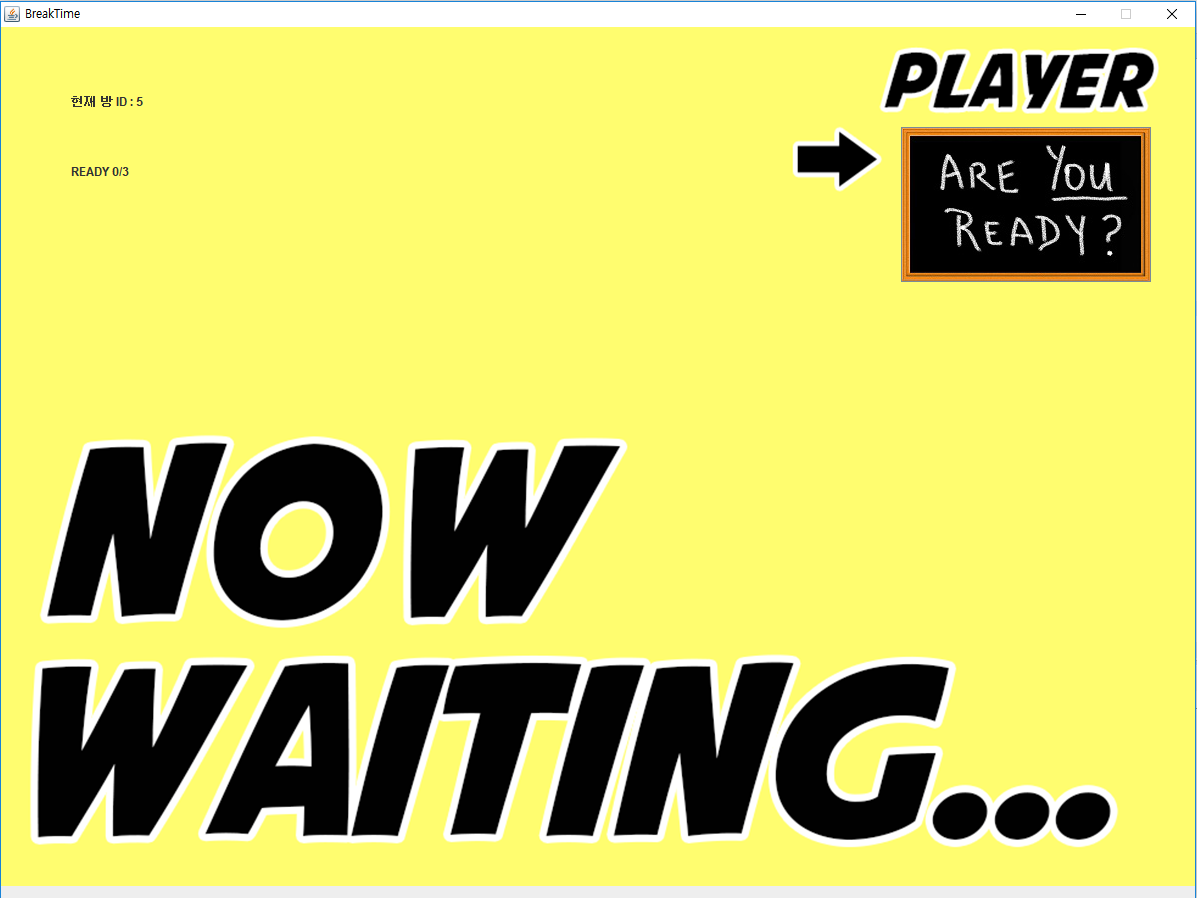 BreakTime
현재 방 ID : 5
READY 0/3
PLAYER
ARE YOU
READY?
NOW
WAITING...